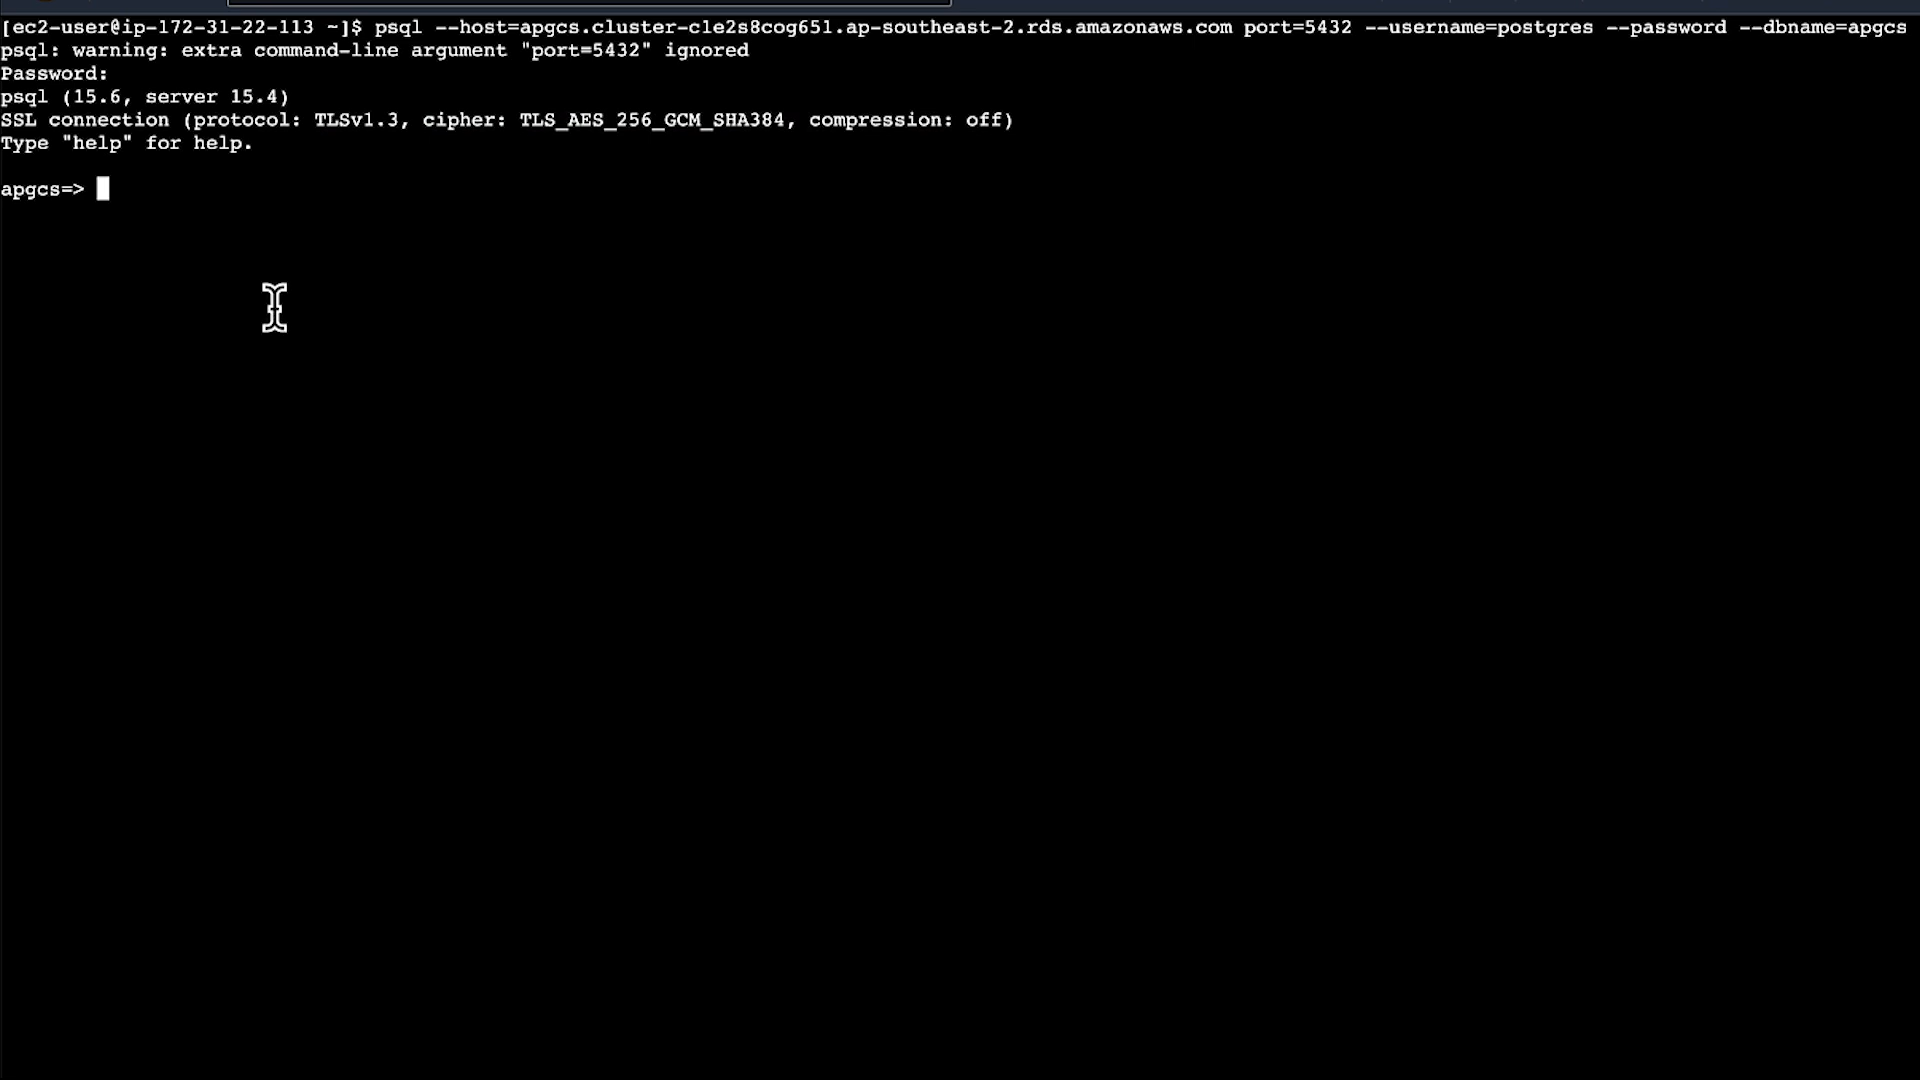 [ec2-user@ip-172-31-22-113 ~]$ psql --host=apgcs.cluster-c1e2s8cog65l.ap-southeast-2.rds.amazonaws.com port=5432 --username=postgres --password --dbname=apgcs
psql: warning: extra command-line argument "port=5432" ignored
Password:
psql (15.6, server 15.4)
SSL connection (protocol: TLSv1.3, cipher: TLS_AES_256_GCM_SHA384, compression: off)
Type "help" for help.
apgcs=>